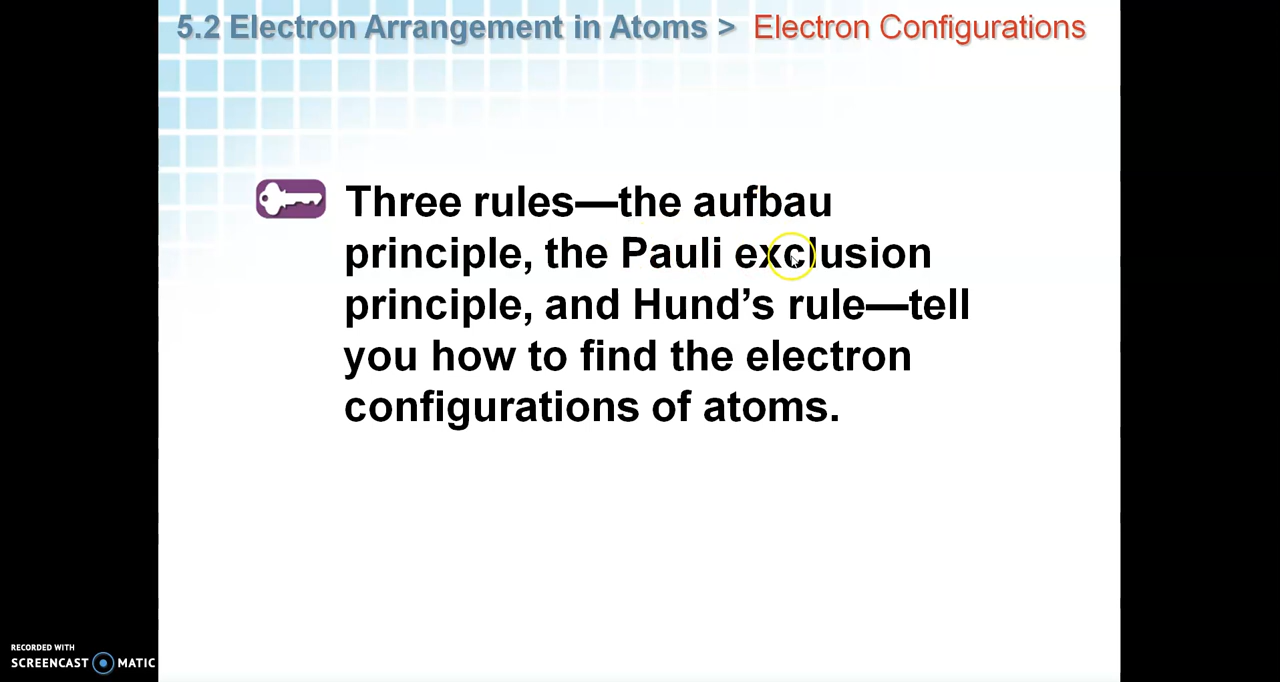 5.2 Electron Arrangement in Atoms > Electron Configurations
Three rules—the aufbau
principle, the Pauli exclusion
principle, and Hund’s rule—tell
you how to find the electron
configurations of atoms.
RECORDED WITH
SCREENCAST MATIC